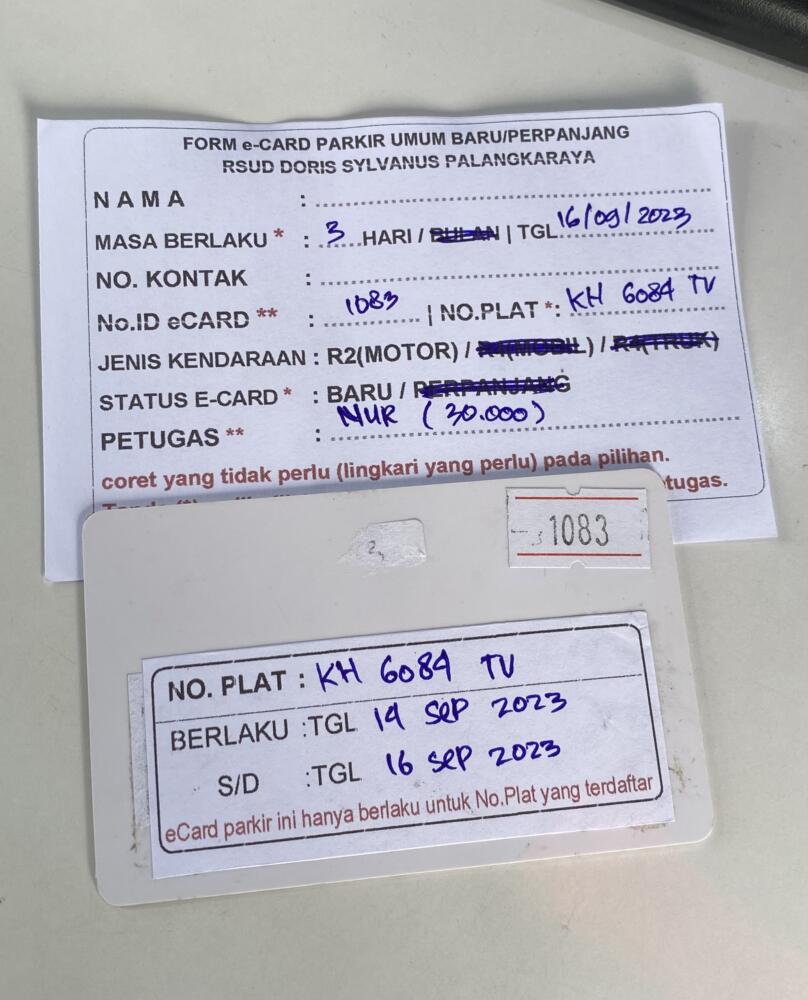 FORM e-CARD PARKIR UMUM BARU/PERPANJANG
RSUD DORIS SYLVANUS PALANGKARAYA
N A M A :
MASA BERLAKU * : 3 HARI / BULAN | TGL 16/09/2023
NO. KONTAK :
No.ID eCARD ** : 1083 | NO.PLAT *: KH 6084 TV
JENIS KENDARAAN : R2(MOTOR) / R4(MOBIL) / R4(TRUK)
STATUS E-CARD * : BARU / PERPANJANG
PETUGAS ** : NUR (30.000)
coret yang tidak perlu (lingkari yang perlu) pada pilihan.
tugas.
1083
NO. PLAT : KH 6084 TV
BERLAKU :TGL 14 SEP 2023
S/D :TGL 16 SEP 2023
eCard parkir ini hanya berlaku untuk No.Plat yang terdaftar